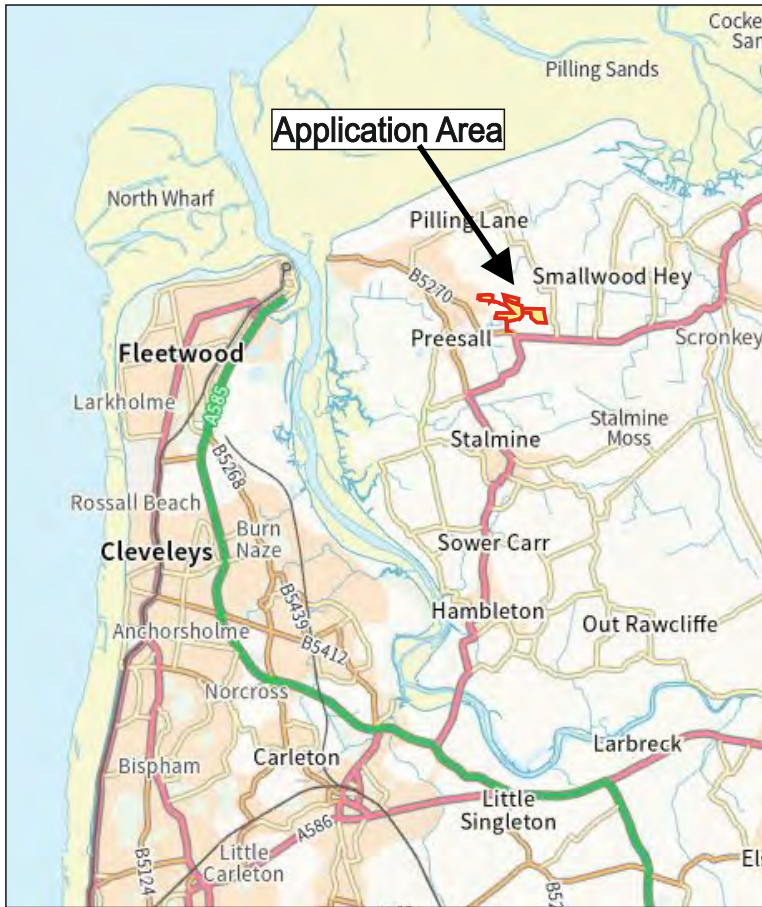 Cocke
San
Pilling Sands
Application Area
North Wharf
Pilling Lane
B5270
Smallwood Hey
Preesall
Scronkey
Fleetwood
Larkholme
A585
Stalmine
Stalmine
Moss
B5268
Rossall Beach
Burn
Naze
Cleveleys
Sower Carr
B5439
Hambleton
Out Rawcliffe
Anchorsholme
B5412
Norcross
Carleton
Larbreck
Bispham
Little
Singleton
A586
Little
Carleton
B5124
Els